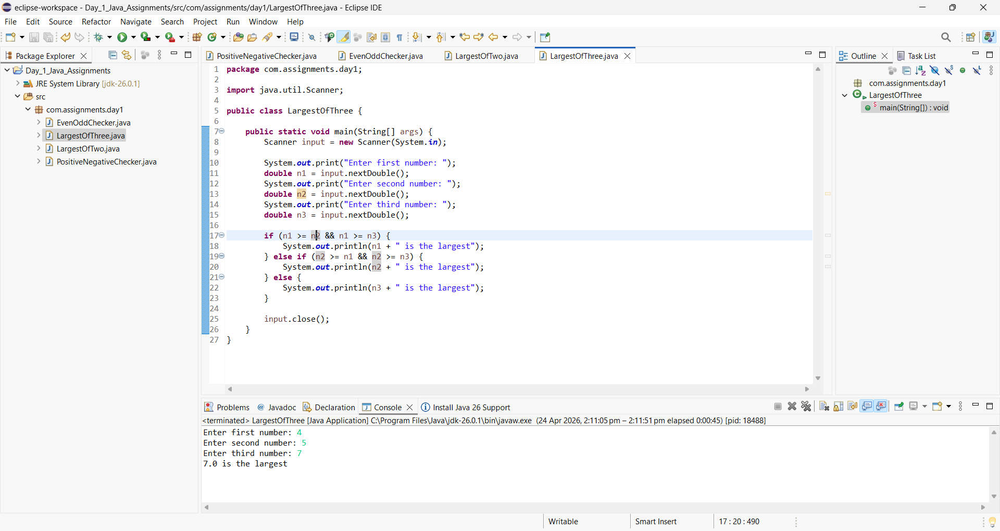 eclipse-workspace - Day_1_Java_Assignments/src/com/assignments/day1/LargestOfThree.java - Eclipse IDE
File Edit Source Refactor Navigate Search Project Run Window Help
Package Explorer
Day_1_Java_Assignments
JRE System Library [jdk-26.0.1]
src
com.assignments.day1
EvenOddChecker.java
LargestOfThree.java
LargestOfTwo.java
PositiveNegativeChecker.java
PositiveNegativeChecker.java EvenOddChecker.java LargestOfTwo.java LargestOfThree.java
1 package com.assignments.day1;
2
3 import java.util.Scanner;
4
5 public class LargestOfThree {
6
7 public static void main(String[] args) {
8 Scanner input = new Scanner(System.in);
9
10 System.out.print("Enter first number: ");
11 double n1 = input.nextDouble();
12 System.out.print("Enter second number: ");
13 double n2 = input.nextDouble();
14 System.out.print("Enter third number: ");
15 double n3 = input.nextDouble();
16
17 if (n1 >= n2 && n1 >= n3) {
18 System.out.println(n1 + " is the largest");
19 } else if (n2 >= n1 && n2 >= n3) {
20 System.out.println(n2 + " is the largest");
21 } else {
22 System.out.println(n3 + " is the largest");
23 }
24
25 input.close();
26 }
27 }
Outline Task List
com.assignments.day1
LargestOfThree
main(String[]) : void
Problems Javadoc Declaration Console Install Java 26 Support
<terminated> LargestOfThree [Java Application] C:\Program Files\Java\jdk-26.0.1\bin\javaw.exe (24 Apr 2026, 2:11:05 pm – 2:11:51 pm elapsed 0:00:45) [pid: 18488]
Enter first number: 4
Enter second number: 5
Enter third number: 7
7.0 is the largest
Writable Smart Insert 17 : 20 : 490